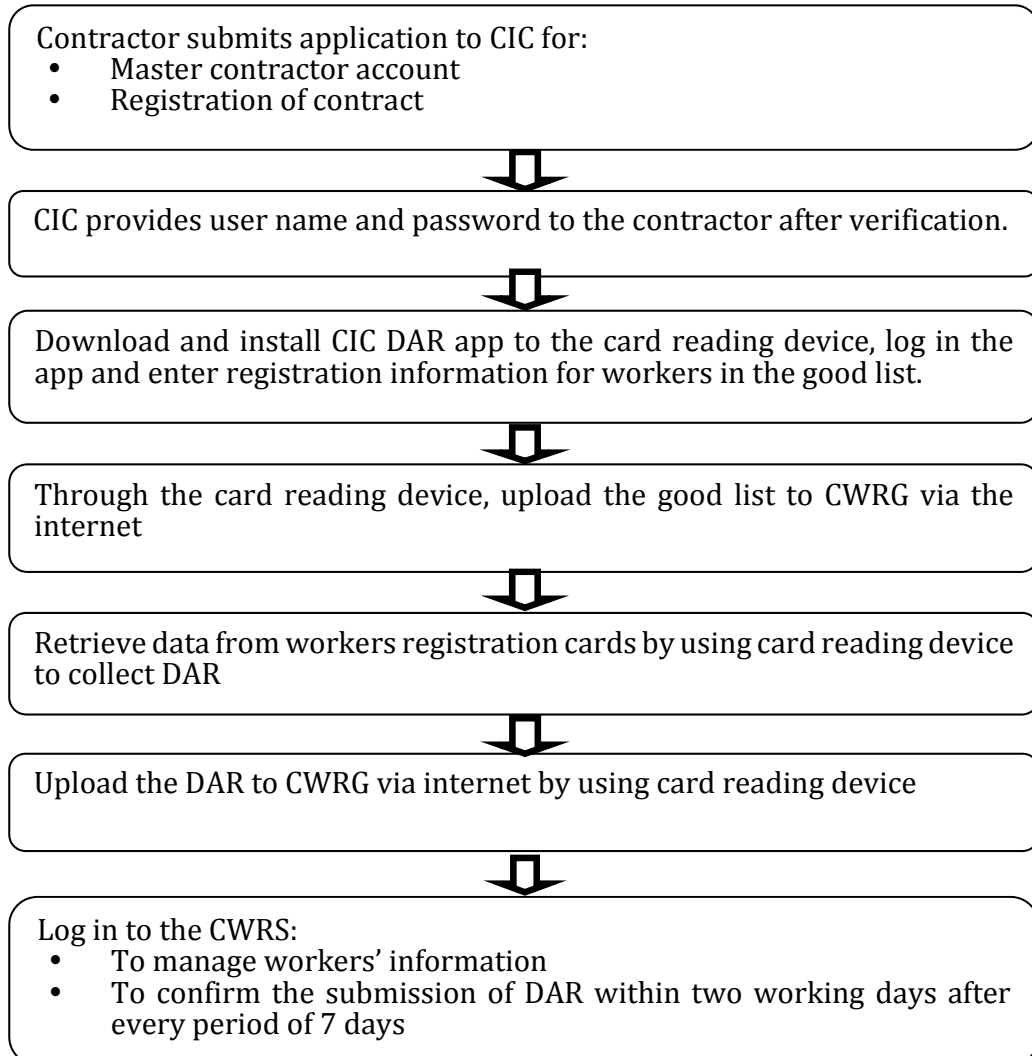 Contractor submits application to CIC for:
• Master contractor account
• Registration of contract
CIC provides user name and password to the contractor after verification.
Download and install CIC DAR app to the card reading device, log in the
app and enter registration information for workers in the good list.
Through the card reading device, upload the good list to CWRG via the
internet
Retrieve data from workers registration cards by using card reading device
to collect DAR
Upload the DAR to CWRG via internet by using card reading device
Log in to the CWRS:
• To manage workers’ information
• To confirm the submission of DAR within two working days after
every period of 7 days